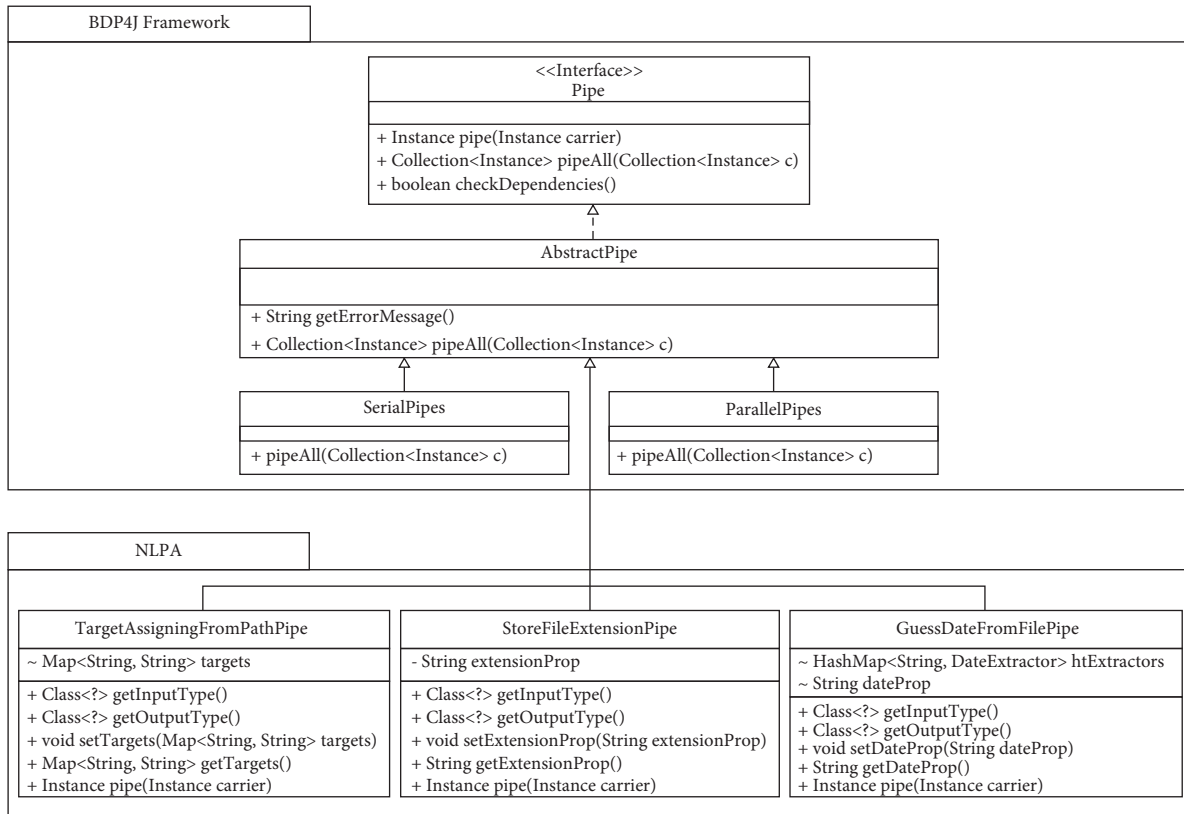 BDP4J Framework
<<Interface>>
Pipe
+ Instance pipe(Instance carrier)
+ Collection<Instance> pipeAll(Collection<Instance> c)
+ boolean checkDependencies()
AbstractPipe
+ String getErrorMessage()
+ Collection<Instance> pipeAll(Collection<Instance> c)
SerialPipes
+ pipeAll(Collection<Instance> c)
ParallelPipes
+ pipeAll(Collection<Instance> c)
NLPA
TargetAssigningFromPathPipe
~ Map<String, String> targets
+ Class<?> getInputType()
+ Class<?> getOutputType()
+ void setTargets(Map<String, String> targets)
+ Map<String, String> getTargets()
+ Instance pipe(Instance carrier)
StoreFileExtensionPipe
- String extensionProp
+ Class<?> getInputType()
+ Class<?> getOutputType()
+ void setExtensionProp(String extensionProp)
+ String getExtensionProp()
+ Instance pipe(Instance carrier)
GuessDateFromFilePipe
~ HashMap<String, DateExtractor> htExtractors
~ String dateProp
+ Class<?> getInputType()
+ Class<?> getOutputType()
+ void setDateProp(String dateProp)
+ String getDateProp()
+ Instance pipe(Instance carrier)